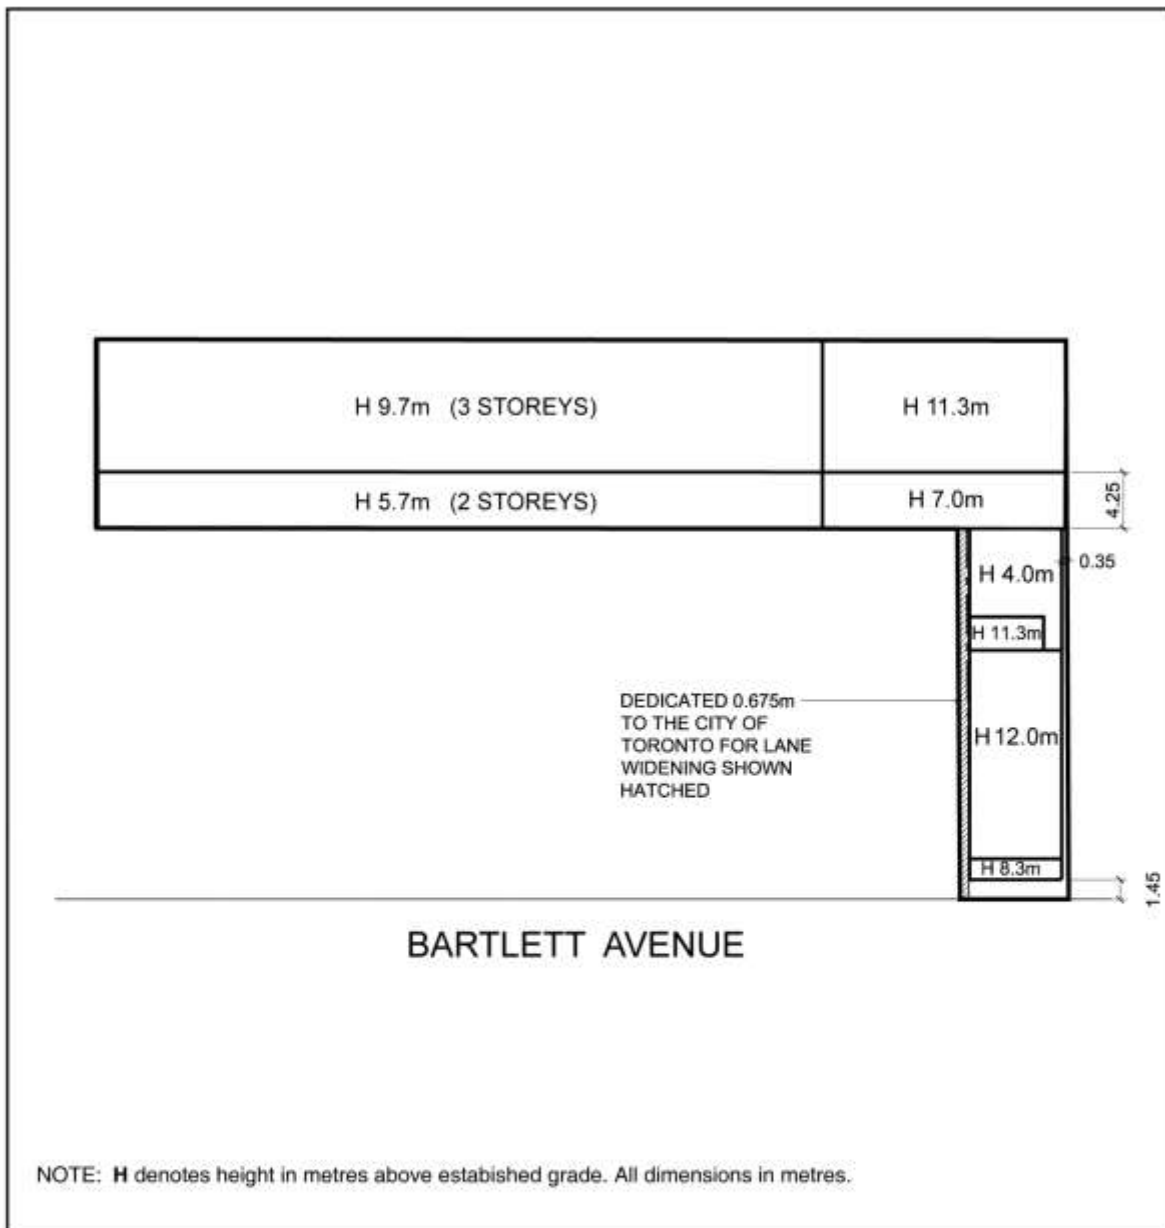 H 9.7m (3 STOREYS)
H 11.3m
H 5.7m (2 STOREYS)
H 7.0m
4.25
H 4.0m
0.35
H 11.3m
DEDICATED 0.675m
TO THE CITY OF
TORONTO FOR LANE
WIDENING SHOWN
HATCHED
H 12.0m
H 8.3m
1.45
BARTLETT AVENUE
NOTE: H denotes height in metres above estabished grade. All dimensions in metres.